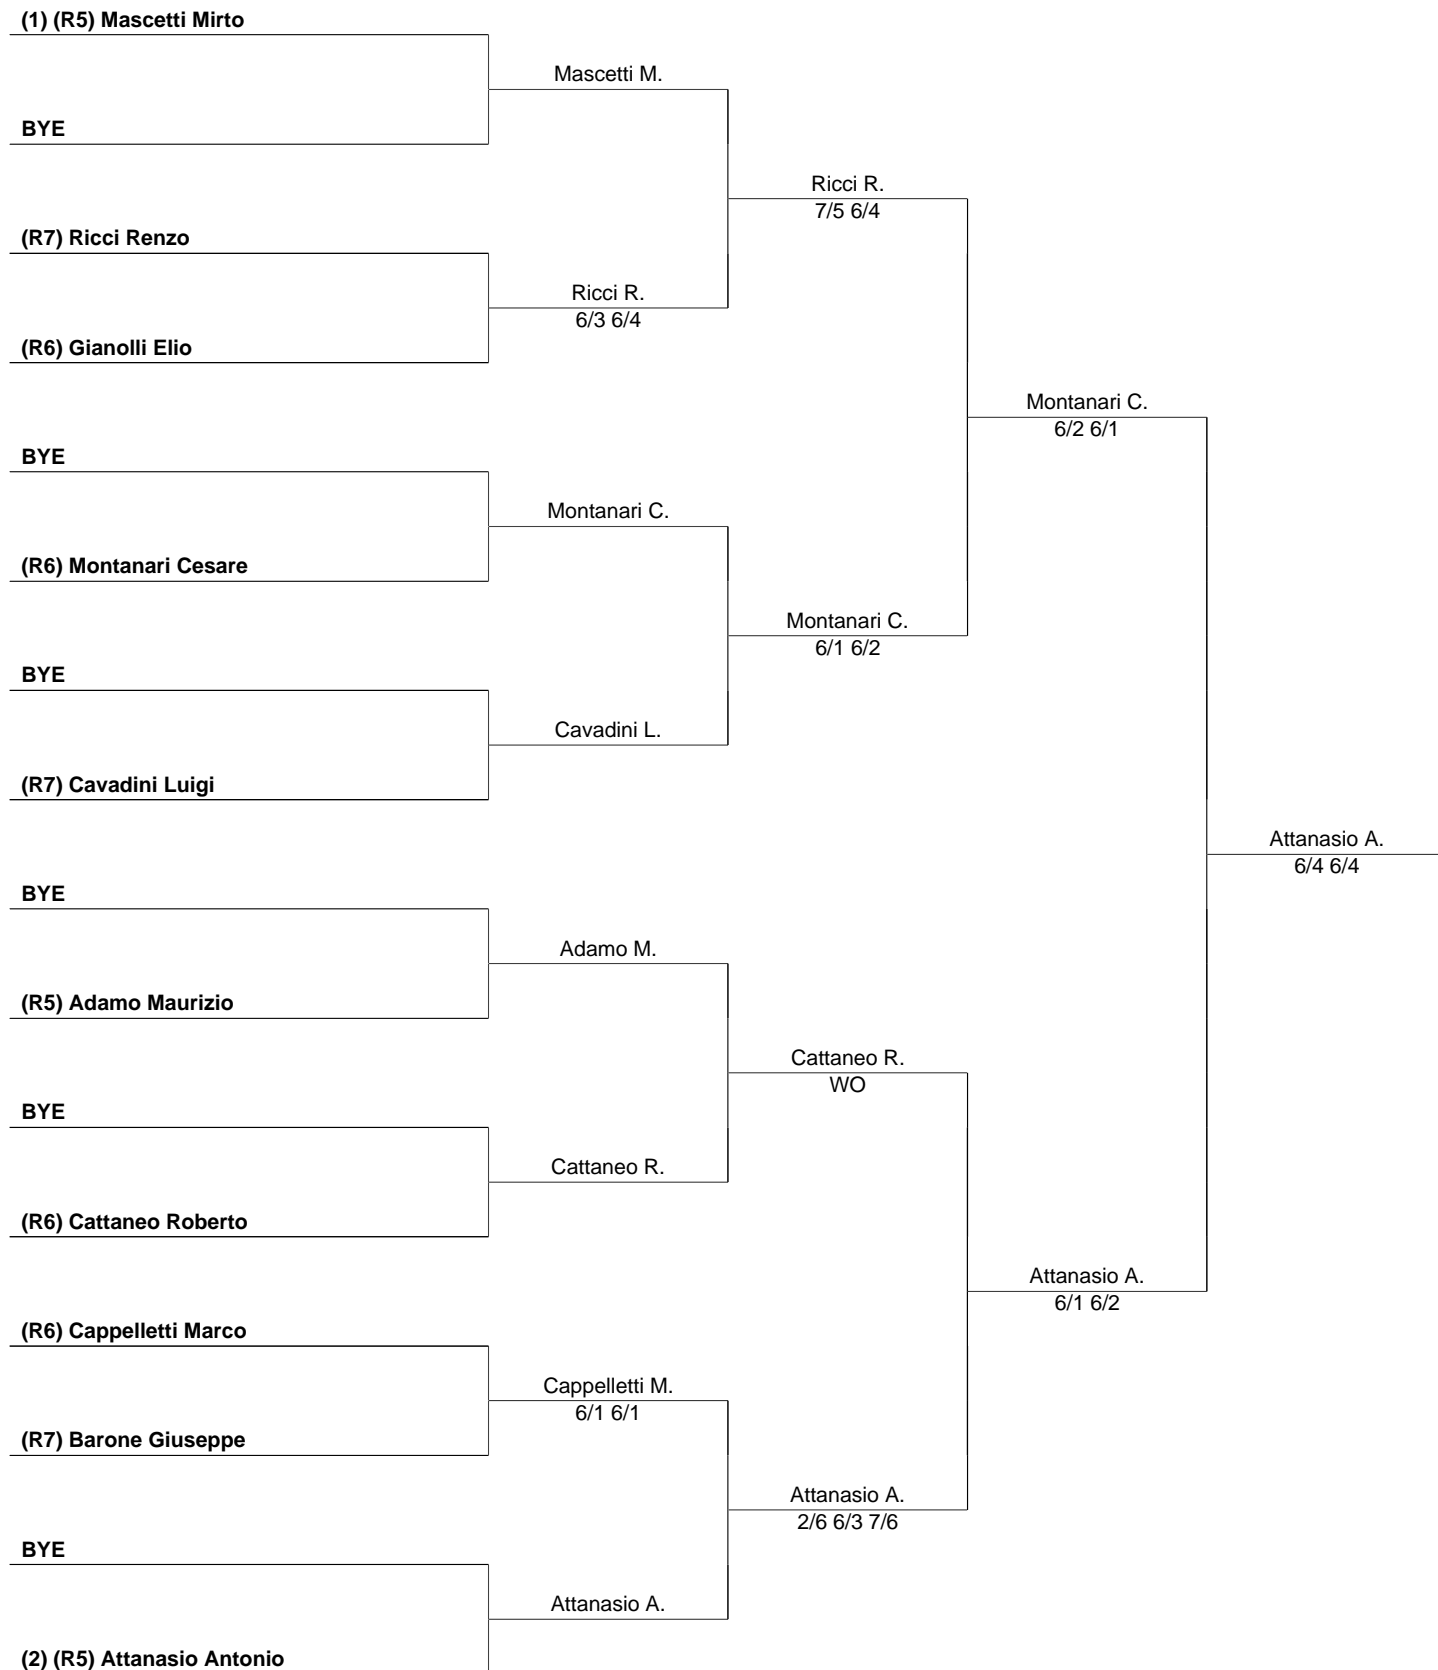 (1) (R5) Mascetti Mirto
Mascetti M.
BYE
Ricci R.
7/5 6/4
(R7) Ricci Renzo
Ricci R.
6/3 6/4
(R6) Gianolli Elio
Montanari C.
6/2 6/1
BYE
Montanari C.
(R6) Montanari Cesare
Montanari C.
6/1 6/2
BYE
Cavadini L.
(R7) Cavadini Luigi
Attanasio A.
6/4 6/4
BYE
Adamo M.
(R5) Adamo Maurizio
Cattaneo R.
WO
BYE
Cattaneo R.
(R6) Cattaneo Roberto
Attanasio A.
6/1 6/2
(R6) Cappelletti Marco
Cappelletti M.
6/1 6/1
(R7) Barone Giuseppe
Attanasio A.
2/6 6/3 7/6
BYE
Attanasio A.
(2) (R5) Attanasio Antonio